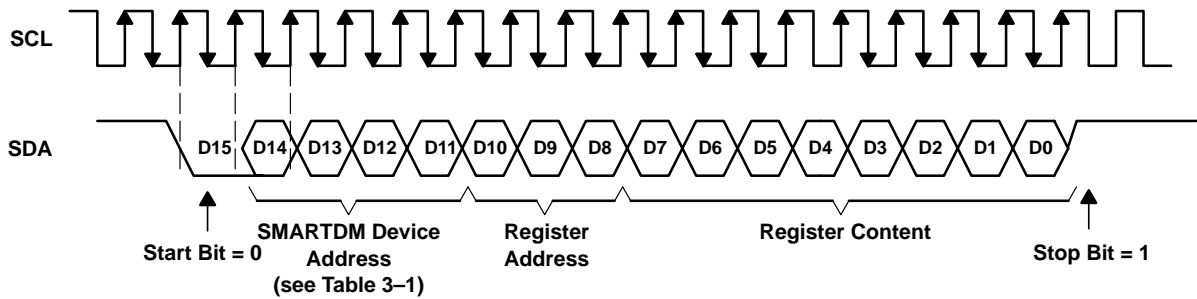 SCL
SDA
D15 D14 D13 D12 D11 D10 D9 D8 D7 D6 D5 D4 D3 D2 D1 D0
Start Bit = 0
SMARTDM Device
Address
(see Table 3–1)
Register
Address
Register Content
Stop Bit = 1